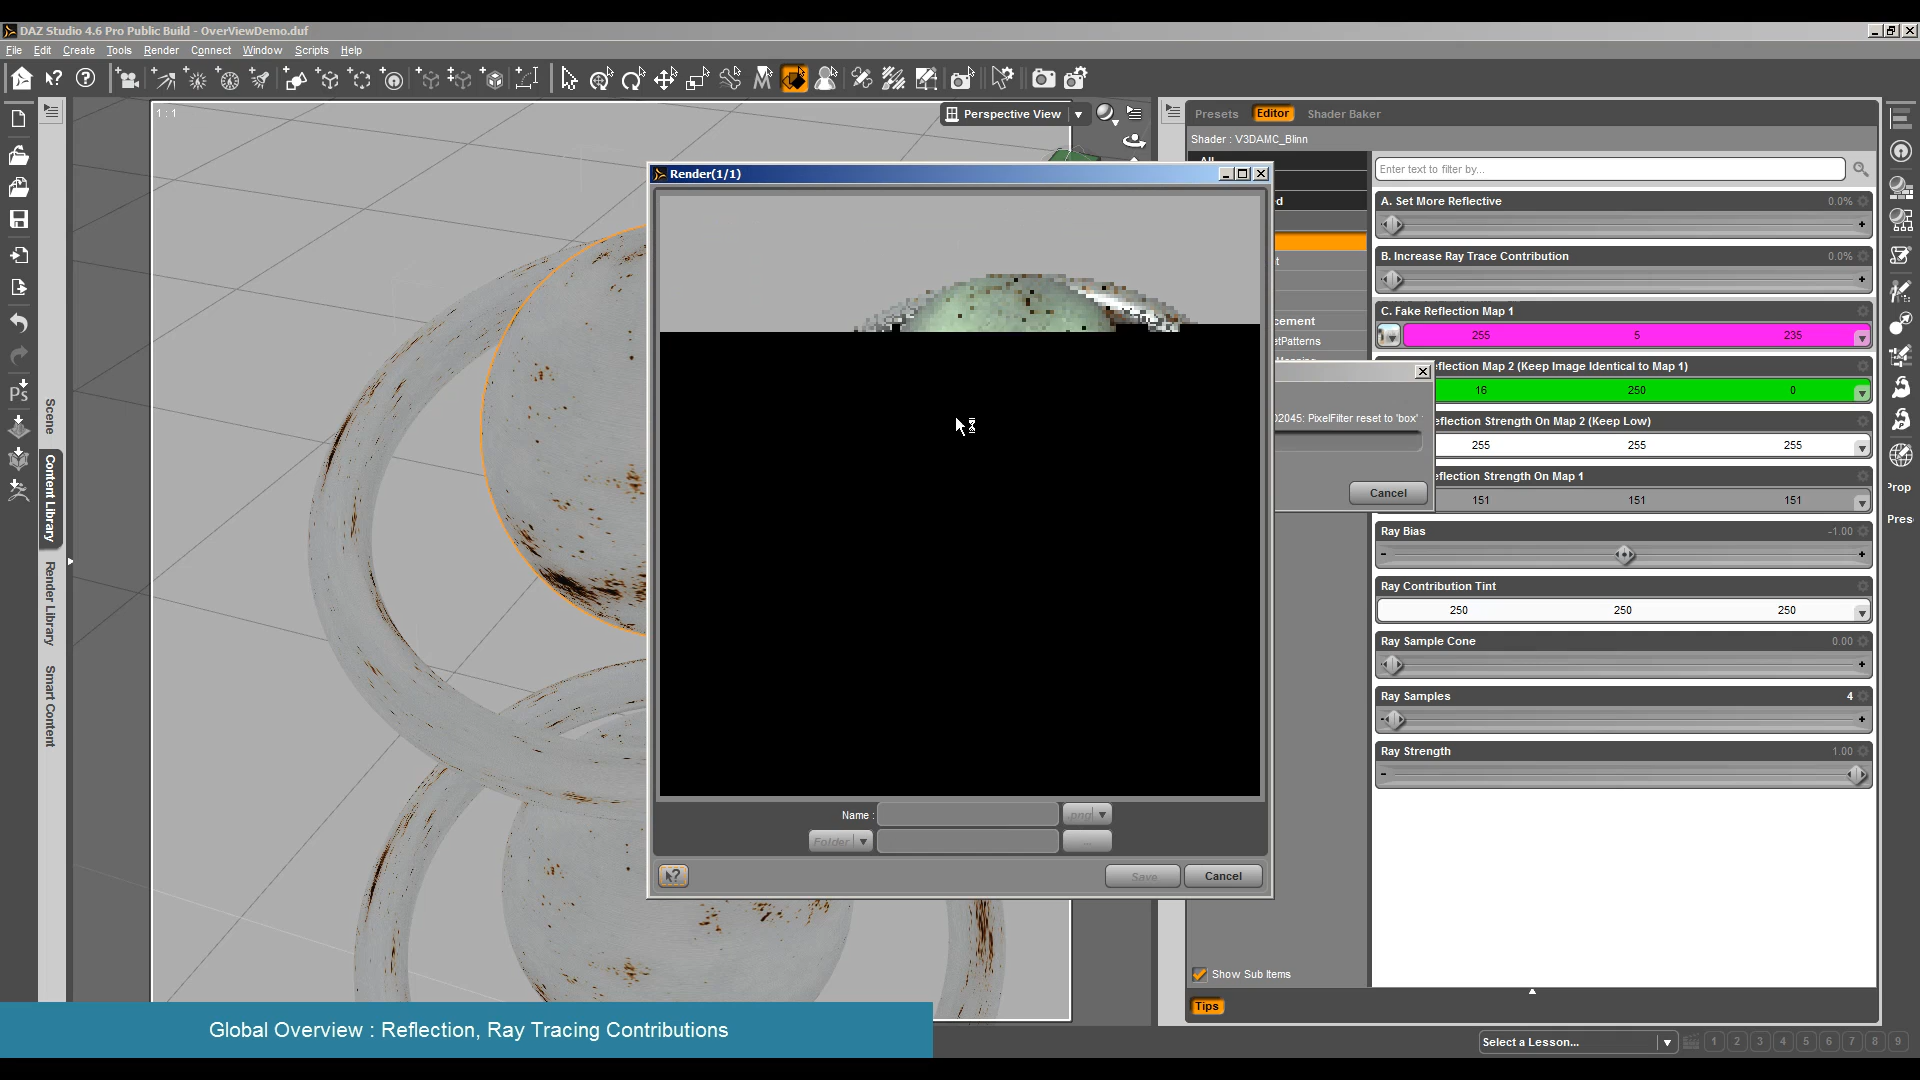 DAZ Studio 4.6 Pro Public Build - OverViewDemo.duf
File Edit Create Tools Render Connect Window Scripts Help
1 : 1
Perspective View
Presets Editor Shader Baker
Shader : V3DAMC_Blinn
All
Enter text to filter by...
Render(1/1)
A. Set More Reflective 0.0%
B. Increase Ray Trace Contribution 0.0%
C. Fake Reflection Map 1
255 5 235
cement
etPatterns
eflection Map 2 (Keep Image Identical to Map 1)
16 250 0
02045: PixelFilter reset to 'box'
eflection Strength On Map 2 (Keep Low)
255 255 255
eflection Strength On Map 1
151 151 151
Cancel
Ray Bias -1.00
Ray Contribution Tint
250 250 250
Ray Sample Cone 0.00
Ray Samples 4
Ray Strength 1.00
Scene
Content Library
Render Library
Smart Content
Ps
Prop
Pres
Name :
.png
Folder
...
Save Cancel
Show Sub Items
Tips
Global Overview : Reflection, Ray Tracing Contributions
Select a Lesson...
1 2 3 4 5 6 7 8 9